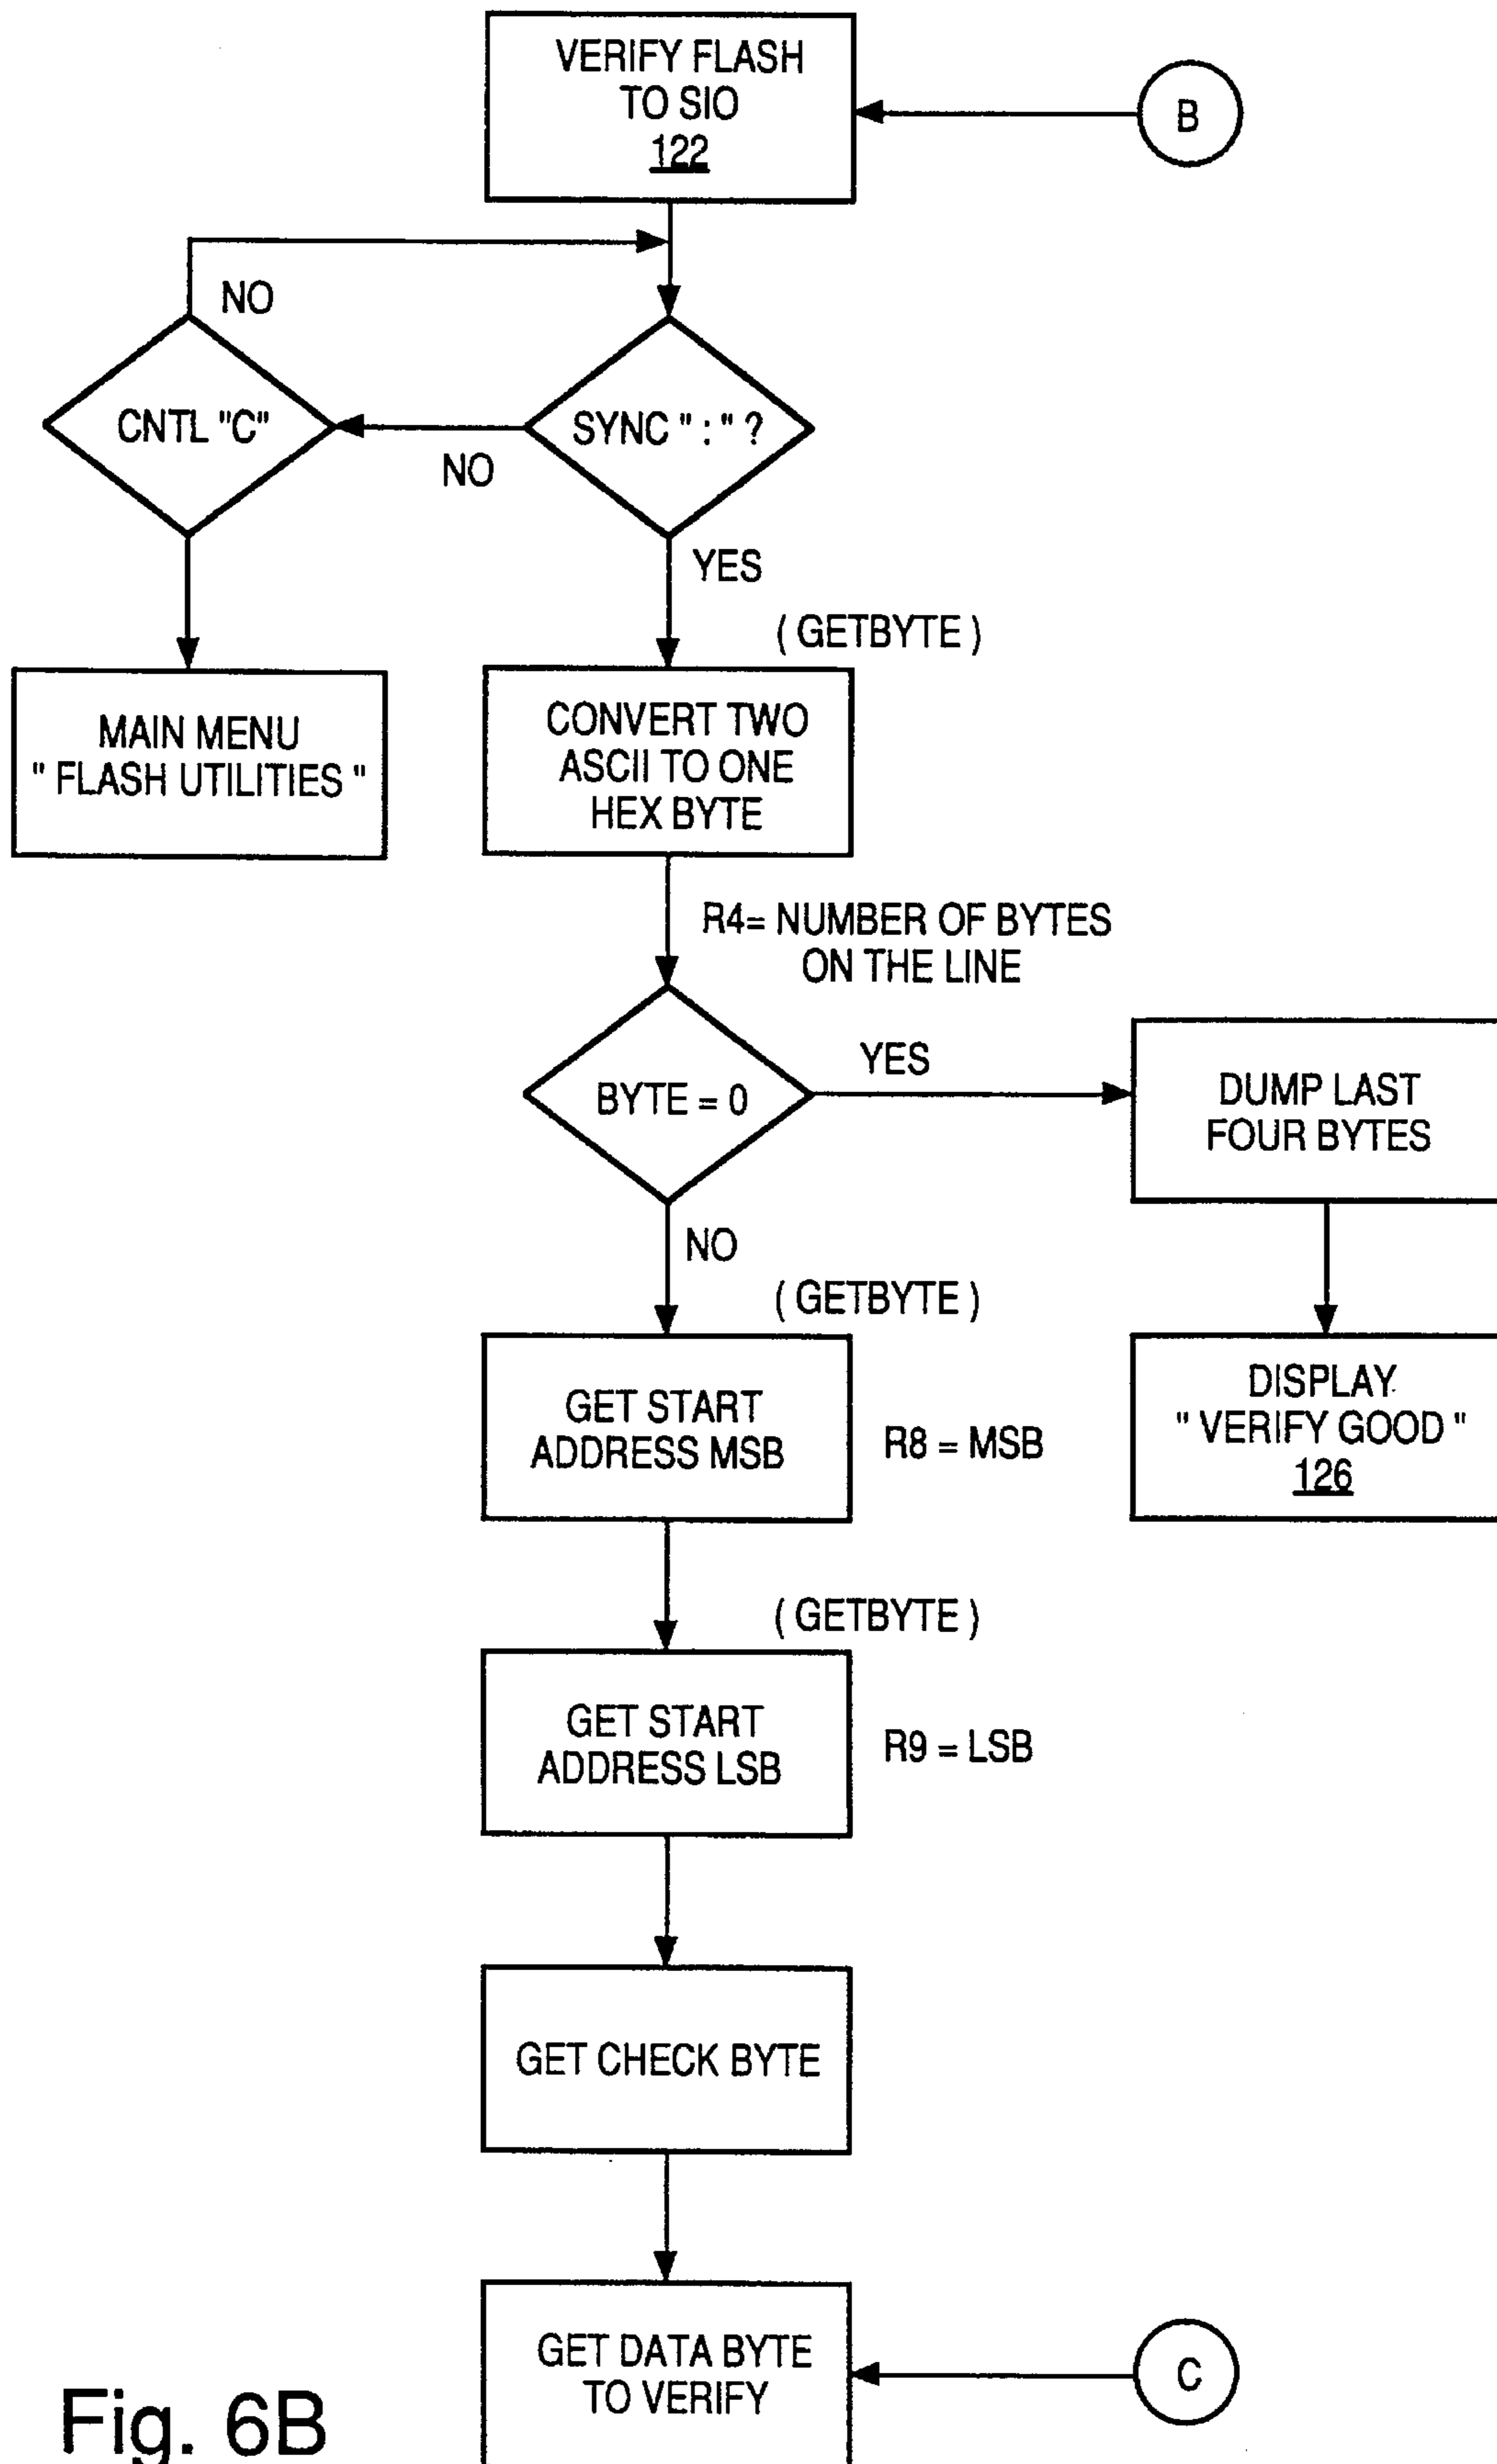 VERIFY FLASH
TO SIO
122
B
NO
CNTL "C"
SYNC " : " ?
NO
YES
( GETBYTE )
MAIN MENU
" FLASH UTILITIES "
CONVERT TWO
ASCII TO ONE
HEX BYTE
R4= NUMBER OF BYTES
ON THE LINE
BYTE = 0
YES
DUMP LAST
FOUR BYTES
NO
( GETBYTE )
GET START
ADDRESS MSB
R8 = MSB
DISPLAY
" VERIFY GOOD "
126
( GETBYTE )
GET START
ADDRESS LSB
R9 = LSB
GET CHECK BYTE
GET DATA BYTE
TO VERIFY
C
Fig. 6B